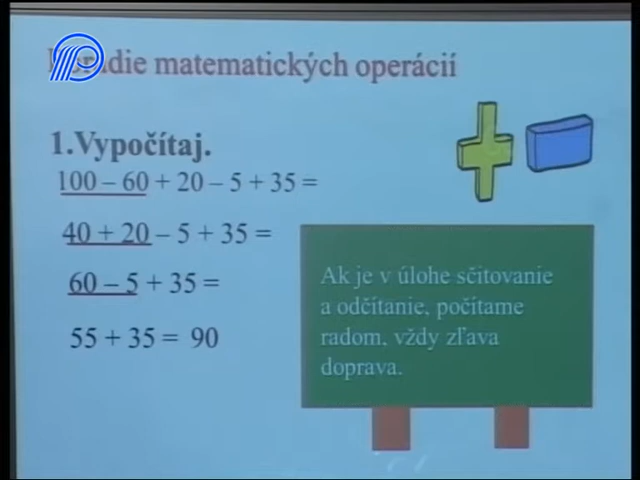 matematických operácií
1.Vypočítaj.
100 – 60 + 20 – 5 + 35 =
40 + 20 – 5 + 35 =
60 – 5 + 35 =
55 + 35 = 90
Ak je v úlohe sčitovanie
a odčítanie, počítame
radom, vždy zľava
doprava.